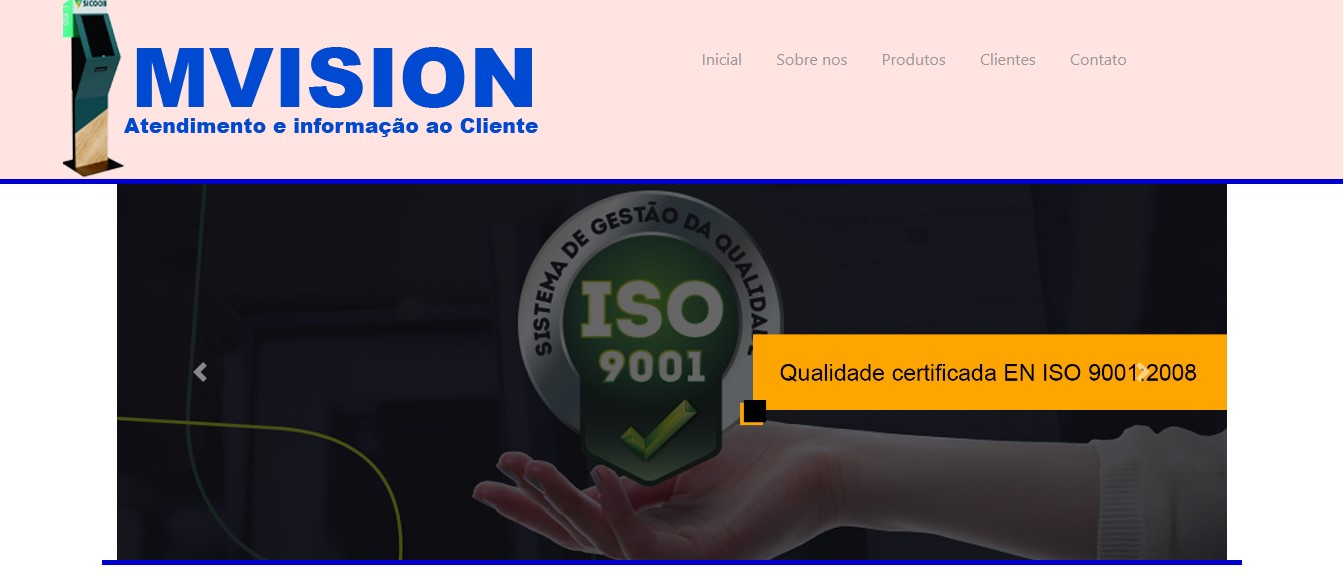 SICOOB
MVISION
Atendimento e informação ao Cliente
Inicial Sobre nos Produtos Clientes Contato
SISTEMA DE GESTÃO DA QUALIDA
ISO
9001
Qualidade certificada EN ISO 9001:2008